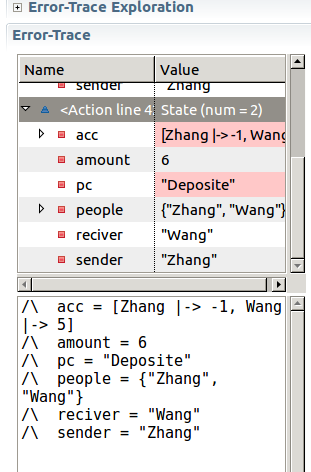 Error-Trace Exploration
Error-Trace
Name Value
sender "Zhang"
<Action line 4 State (num = 2)
acc [Zhang |->-1, Wang
amount 6
pc "Deposite"
people {"Zhang", "Wang"}
reciver "Wang"
sender "Zhang"
/\ acc = [Zhang |-> -1, Wang
|-> 5]
/\ amount = 6
/\ pc = "Deposite"
/\ people = {"Zhang",
"Wang"}
/\ reciver = "Wang"
/\ sender = "Zhang"